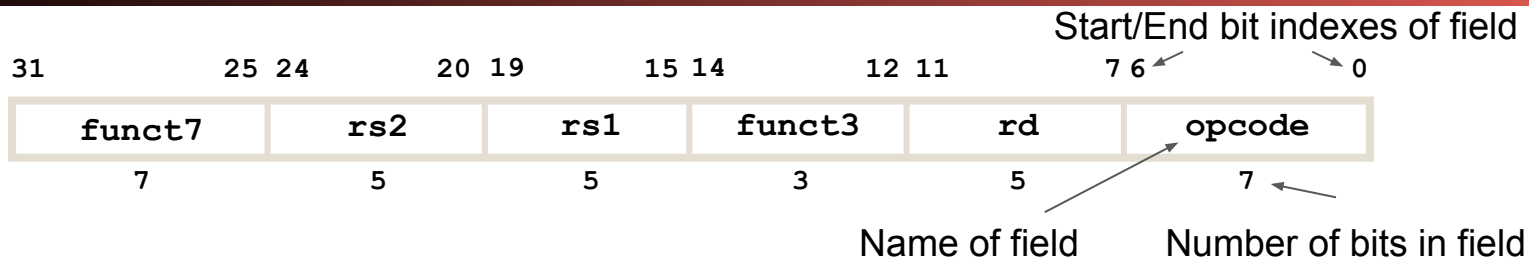 Start/End bit indexes of field
31 25 24 20 19 15 14 12 11 7 6 0
funct7 rs2 rs1 funct3 rd opcode
7 5 5 3 5 7
Name of field Number of bits in field